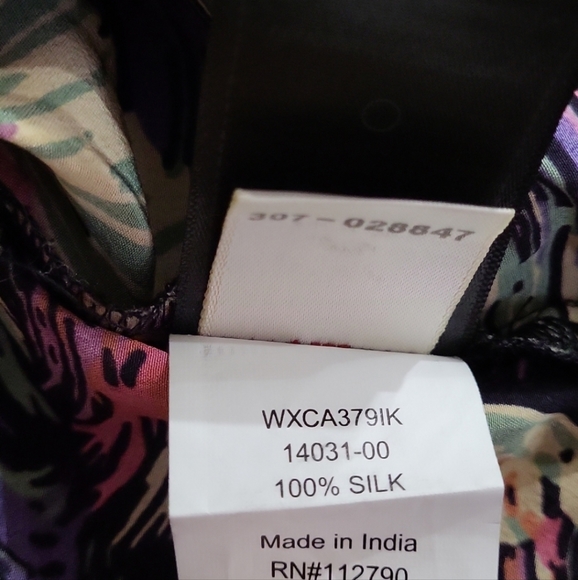 307-028847
WXCA379IK
14031-00
100% SILK
Made in India
RN#112790